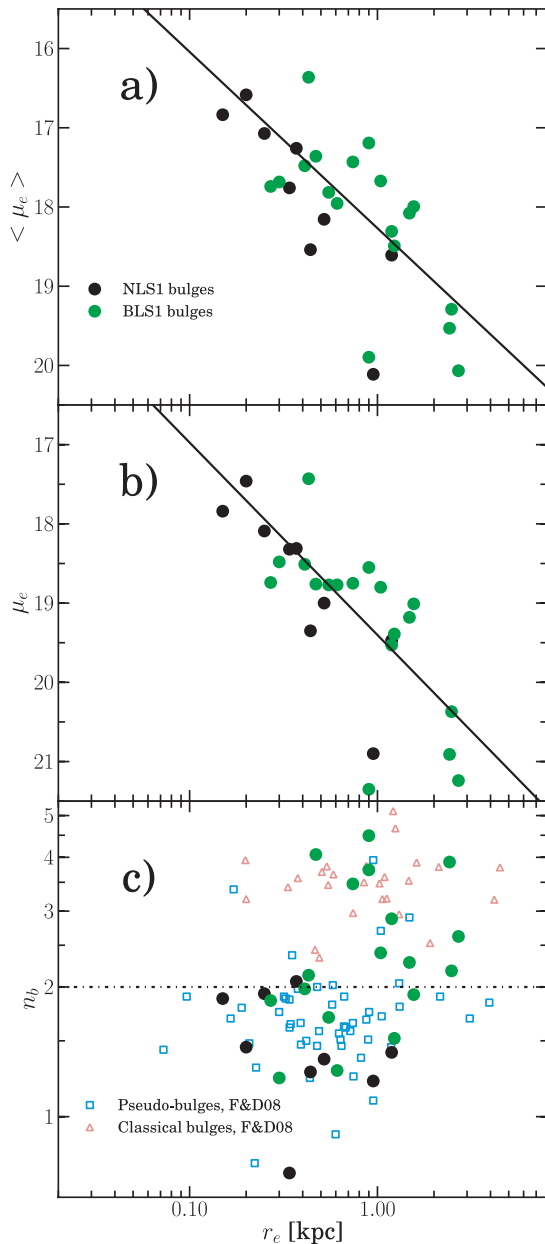 16
17
18
19
20
< μe >
a)
NLS1 bulges
BLS1 bulges
17
18
19
20
21
μe
b)
5
4
3
2
1
nb
c)
Pseudo-bulges, F&D08
Classical bulges, F&D08
0.10
1.00
re [kpc]